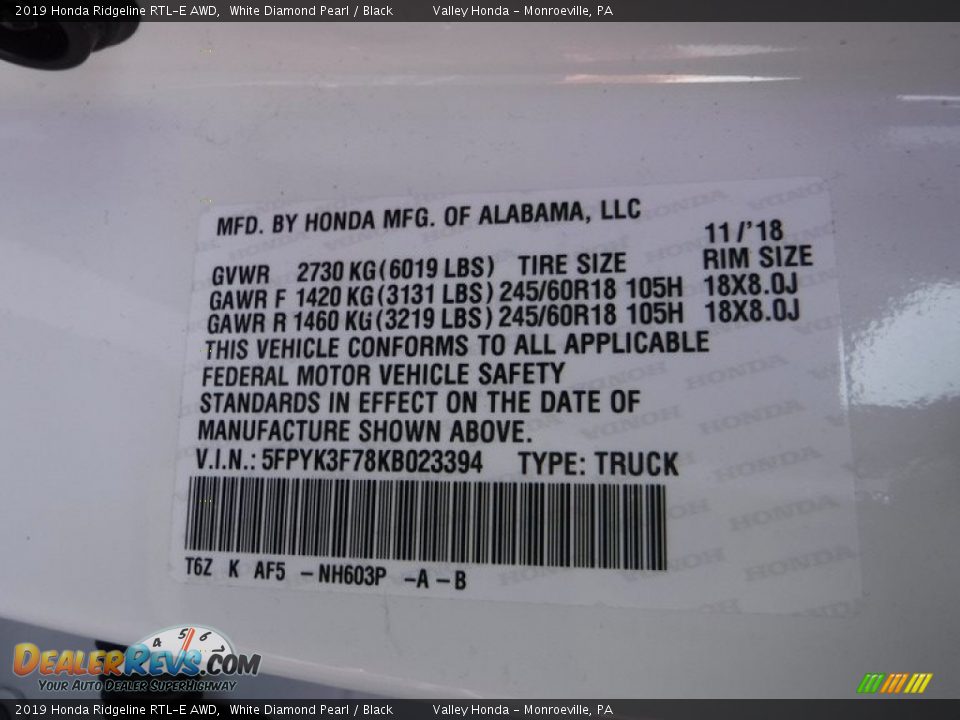 2019 Honda Ridgeline RTL-E AWD, White Diamond Pearl / Black Valley Honda - Monroeville, PA
MFD. BY HONDA MFG. OF ALABAMA, LLC
11/'18
GVWR 2730 KG(6019 LBS) TIRE SIZE RIM SIZE
GAWR F 1420 KG(3131 LBS) 245/60R18 105H 18X8.0J
GAWR R 1460 KG(3219 LBS) 245/60R18 105H 18X8.0J
THIS VEHICLE CONFORMS TO ALL APPLICABLE
FEDERAL MOTOR VEHICLE SAFETY
STANDARDS IN EFFECT ON THE DATE OF
MANUFACTURE SHOWN ABOVE.
V.I.N.: 5FPYK3F78KB023394 TYPE: TRUCK
T6Z K AF5 -NH603P -A -B
4 5 6
DEALERREVS.COM
Your Auto Dealer SuperHighway
2019 Honda Ridgeline RTL-E AWD, White Diamond Pearl / Black Valley Honda - Monroeville, PA